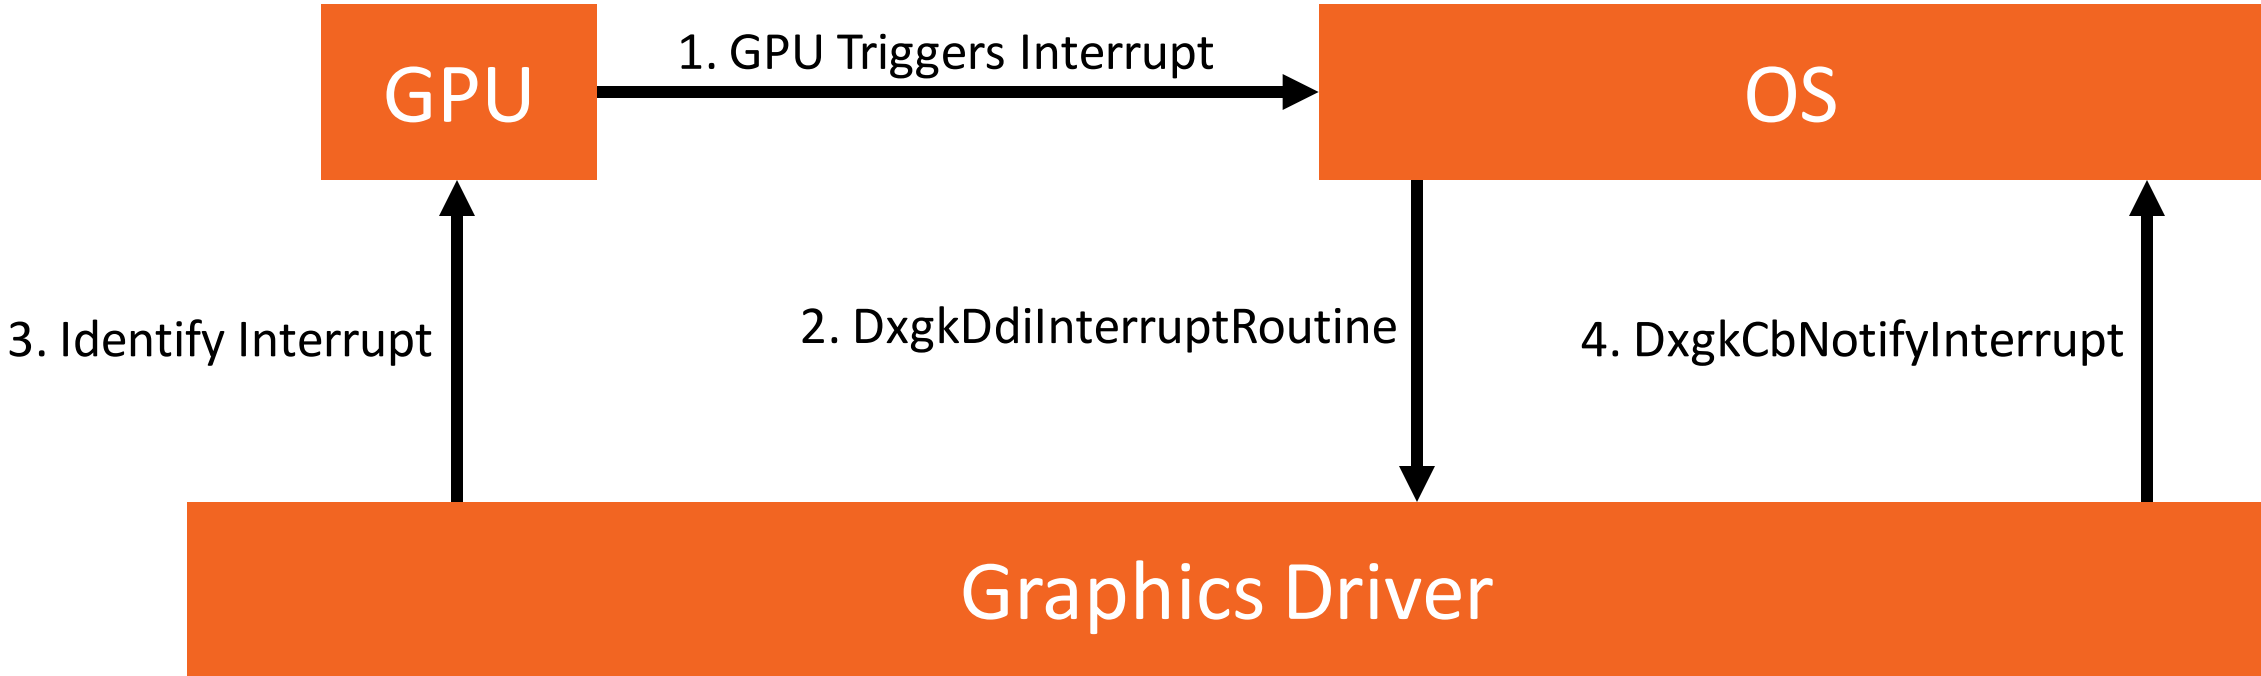 GPU
1. GPU Triggers Interrupt
OS
3. Identify Interrupt
2. DxgkDdiInterruptRoutine
4. DxgkCbNotifyInterrupt
Graphics Driver